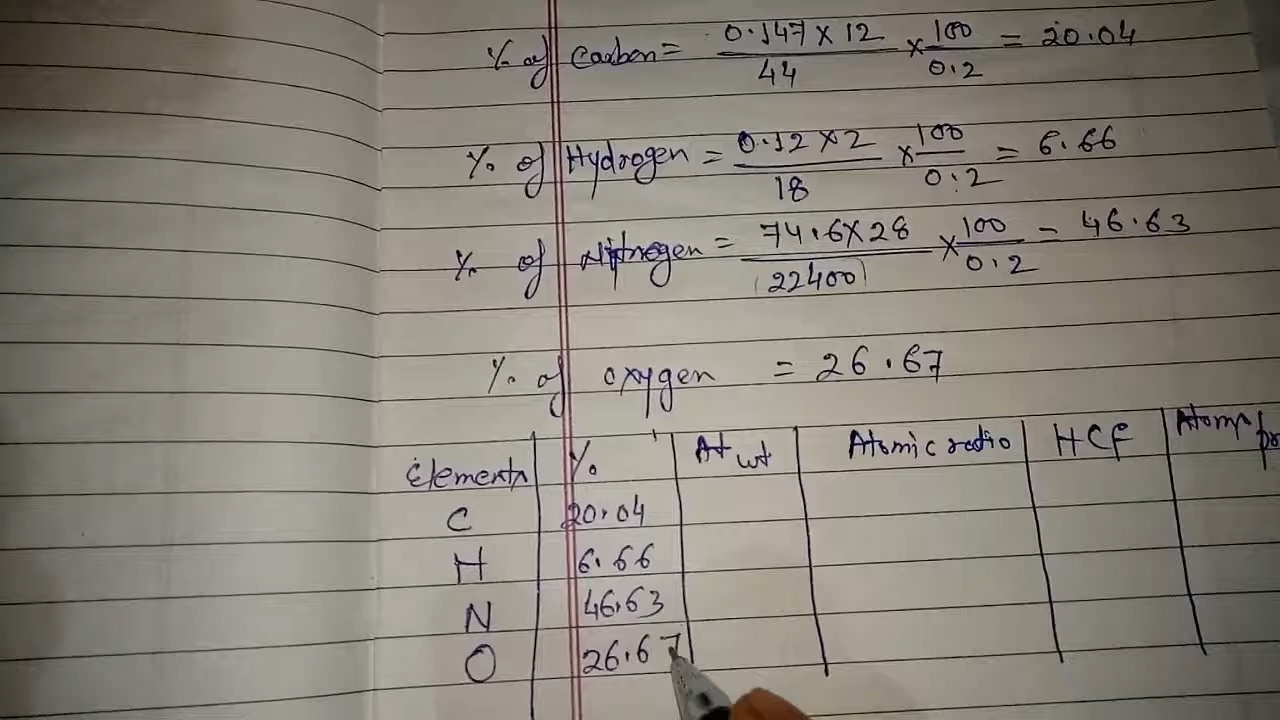 % of Carbon = 0.147 × 12 / 44 × 100 / 0.2 = 20.04
% of Hydrogen = 0.12 × 2 / 18 × 100 / 0.2 = 6.66
% of Nitrogen = 74.6 × 28 / 22400 × 100 / 0.2 = 46.63
% of oxygen = 26.67
Elements % At wt Atomic ratio HCF
C 20.04
H 6.66
N 46.63
O 26.67